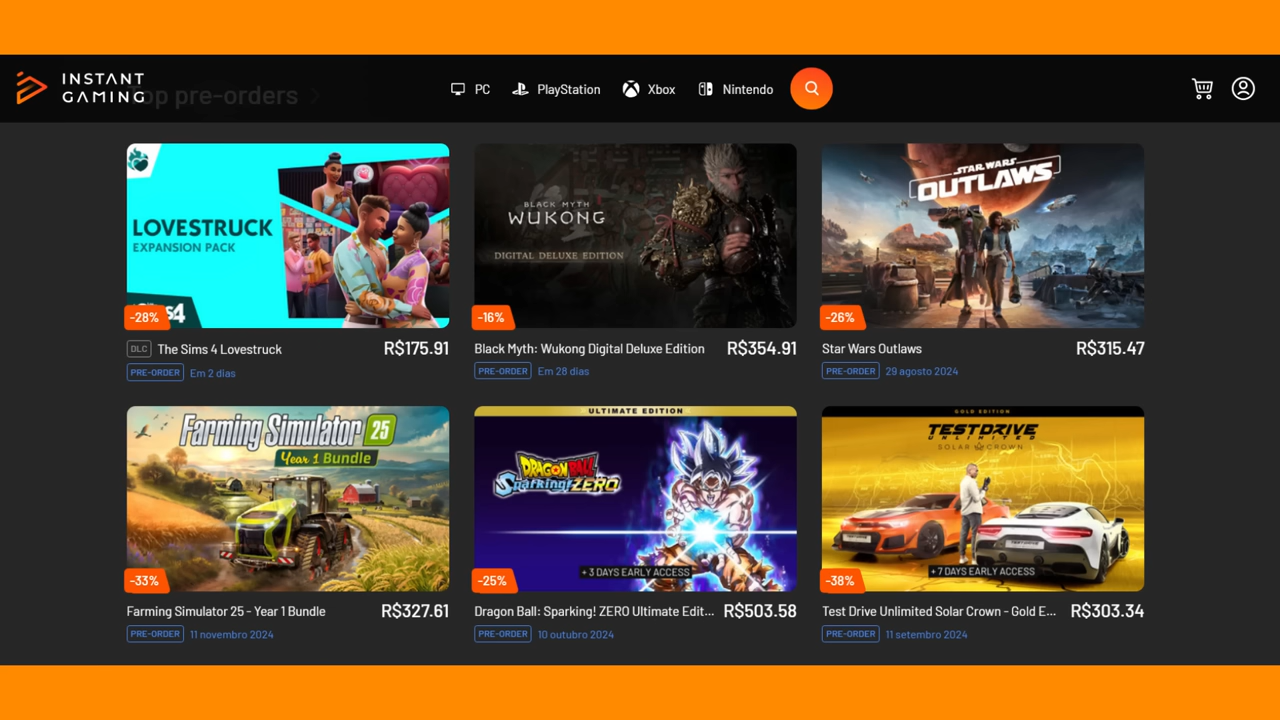 INSTANT
GAMING
Top pre-orders
PC
PlayStation
Xbox
Nintendo
LOVESTRUCK
EXPANSION PACK
-28%
DLC The Sims 4 Lovestruck R$175.91
PRE-ORDER Em 2 dias
BLACK MYTH
WUKONG
DIGITAL DELUXE EDITION
-16%
Black Myth: Wukong Digital Deluxe Edition R$354.91
PRE-ORDER Em 28 dias
STAR WARS
OUTLAWS
-26%
Star Wars Outlaws R$315.47
PRE-ORDER 29 agosto 2024
Farming Simulator 25
Year 1 Bundle
-33%
Farming Simulator 25 - Year 1 Bundle R$327.61
PRE-ORDER 11 novembro 2024
ULTIMATE EDITION
DRAGON BALL
Sparking! ZERO
+ 3 DAYS EARLY ACCESS
-25%
Dragon Ball: Sparking! ZERO Ultimate Edit... R$503.58
PRE-ORDER 10 outubro 2024
GOLD EDITION
TEST DRIVE
UNLIMITED
SOLAR CROWN
+ 7 DAYS EARLY ACCESS
-38%
Test Drive Unlimited Solar Crown - Gold E... R$303.34
PRE-ORDER 11 setembro 2024